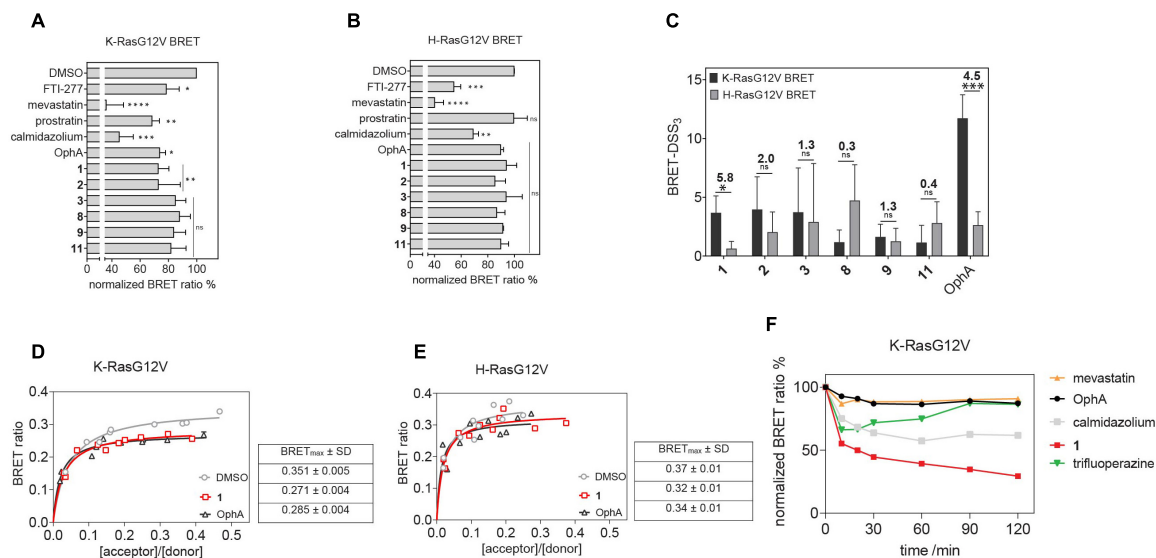 A
K-RasG12V BRET
DMSO
FTI-277 *
mevastatin ****
prostratin **
calmidazolium ***
OphA *
1
2
**
3
8
9
11
ns
0 40 60 80 100
normalized BRET ratio %
B
H-RasG12V BRET
DMSO
FTI-277 ***
mevastatin ****
prostratin ns
calmidazolium **
OphA
1
2
3
8
9
11
ns
0 40 60 80 100
normalized BRET ratio %
C
K-RasG12V BRET
H-RasG12V BRET
BRET-DSS3
15
10
5
0
5.8
*
2.0
ns
1.3
ns
0.3
ns
1.3
ns
0.4
ns
4.5
***
1 2 3 8 9 11 OphA
D
K-RasG12V
BRET ratio
0.4
0.3
0.2
0.1
0.0
0.0 0.1 0.2 0.3 0.4 0.5
[acceptor]/[donor]
DMSO
1
OphA
BRETmax ± SD
0.351 ± 0.005
0.271 ± 0.004
0.285 ± 0.004
E
H-RasG12V
BRET ratio
0.4
0.3
0.2
0.1
0.0
0.0 0.1 0.2 0.3 0.4 0.5
[acceptor]/[donor]
DMSO
1
OphA
BRETmax ± SD
0.37 ± 0.01
0.32 ± 0.01
0.34 ± 0.01
F
K-RasG12V
normalized BRET ratio %
100
50
0
0 30 60 90 120
time /min
mevastatin
OphA
calmidazolium
1
trifluoperazine